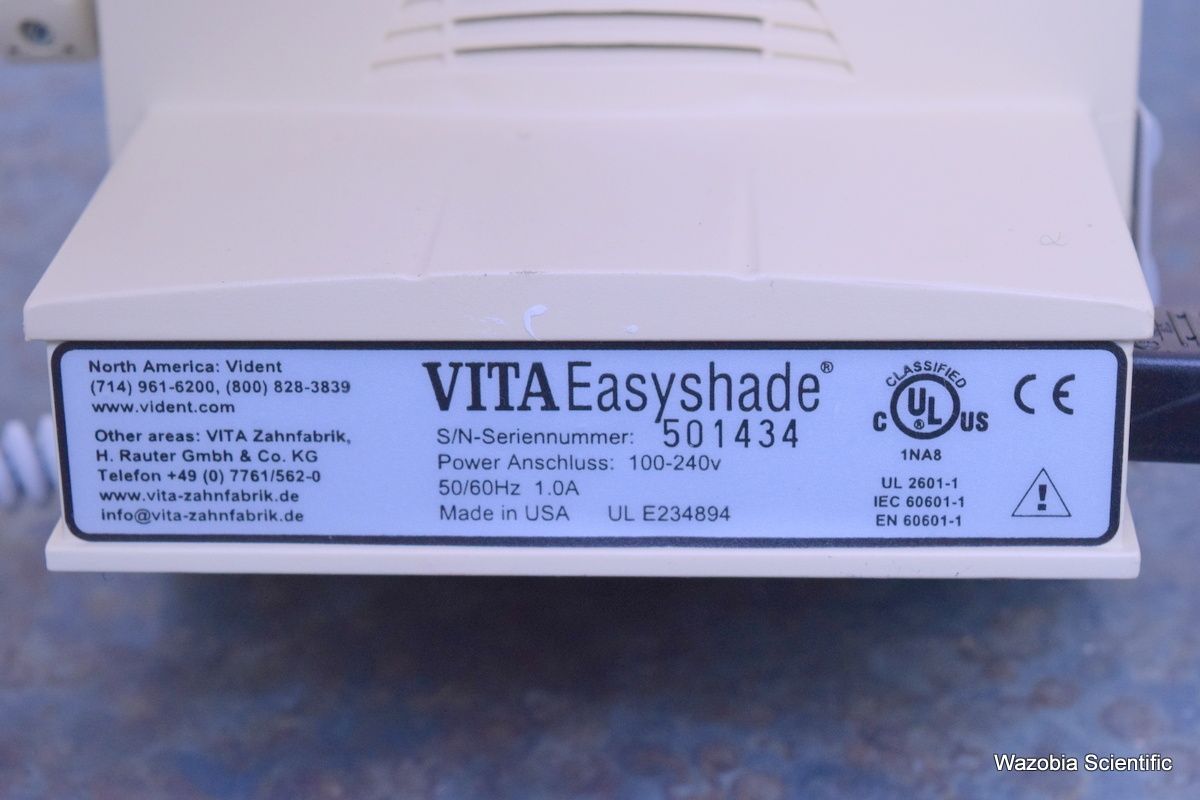 North America: Vident
(714) 961-6200, (800) 828-3839
www.vident.com
Other areas: VITA Zahnfabrik,
H. Rauter GmbH & Co. KG
Telefon +49 (0) 7761/562-0
www.vita-zahnfabrik.de
info@vita-zahnfabrik.de
VITA Easyshade®
S/N-Seriennummer: 501434
Power Anschluss: 100-240v
50/60Hz 1.0A
Made in USA UL E234894
CLASSIFIED
C UL® US
1NA8
UL 2601-1
IEC 60601-1
EN 60601-1
CE
!
Wazobia Scientific